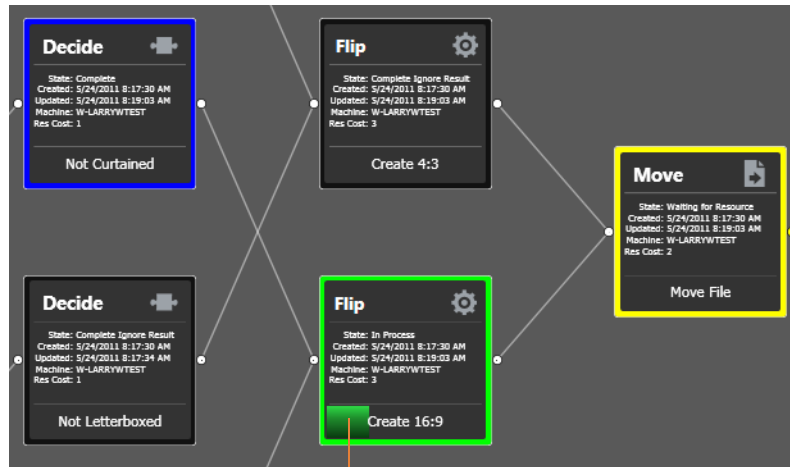 Decide
State: Complete
Created: 5/24/2011 8:17:30 AM
Updated: 5/24/2011 8:19:03 AM
Machine: W-LARRYWTEST
Res Cost: 1
Not Curtained
Flip
State: Complete Ignore Result
Created: 5/24/2011 8:17:30 AM
Updated: 5/24/2011 8:19:03 AM
Machine: W-LARRYWTEST
Res Cost: 3
Create 4:3
Move
State: Waiting for Resource
Created: 5/24/2011 8:17:30 AM
Updated: 5/24/2011 8:19:03 AM
Machine: W-LARRYWTEST
Res Cost: 2
Move File
Decide
State: Complete Ignore Result
Created: 5/24/2011 8:17:30 AM
Updated: 5/24/2011 8:17:34 AM
Machine: W-LARRYWTEST
Res Cost: 1
Not Letterboxed
Flip
State: In Process
Created: 5/24/2011 8:17:30 AM
Updated: 5/24/2011 8:19:03 AM
Machine: W-LARRYWTEST
Res Cost: 3
Create 16:9